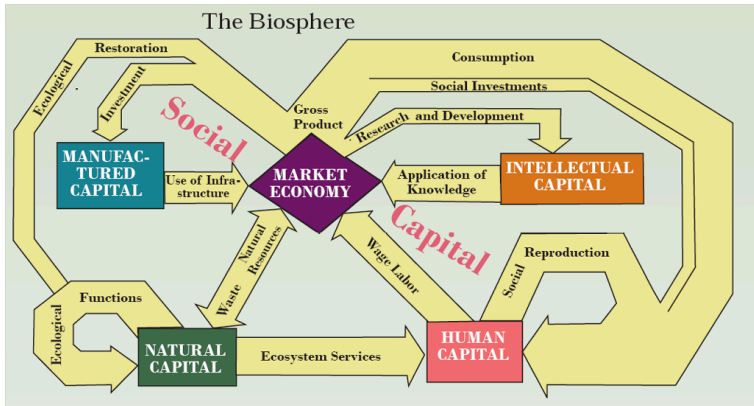 The Biosphere
Restoration
Ecological
Consumption
Social Investments
Investment
Gross
Product
Research and Development
Social
MANUFAC-
TURED
CAPITAL
Use of Infra-
structure
MARKET
ECONOMY
Application of
Knowledge
INTELLECTUAL
CAPITAL
Capital
Natural
Resources
Waste
Wage Labor
Reproduction
Social
Functions
Ecological
NATURAL
CAPITAL
Ecosystem Services
HUMAN
CAPITAL